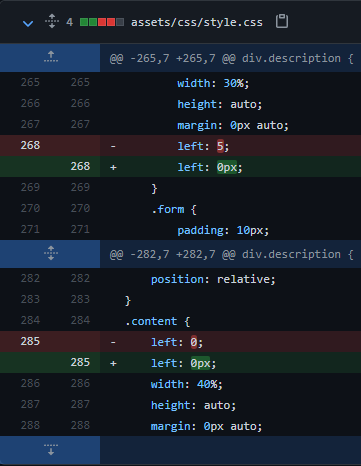 4 assets/css/style.css
@@ -265,7 +265,7 @@ div.description {
265 265 width: 30%;
266 266 height: auto;
267 267 margin: 0px auto;
268 - left: 5;
268 + left: 0px;
269 269 }
270 270 .form {
271 271 padding: 10px;
@@ -282,7 +282,7 @@ div.description {
282 282 position: relative;
283 283 }
284 284 .content {
285 - left: 0;
285 + left: 0px;
286 286 width: 40%;
287 287 height: auto;
288 288 margin: 0px auto;